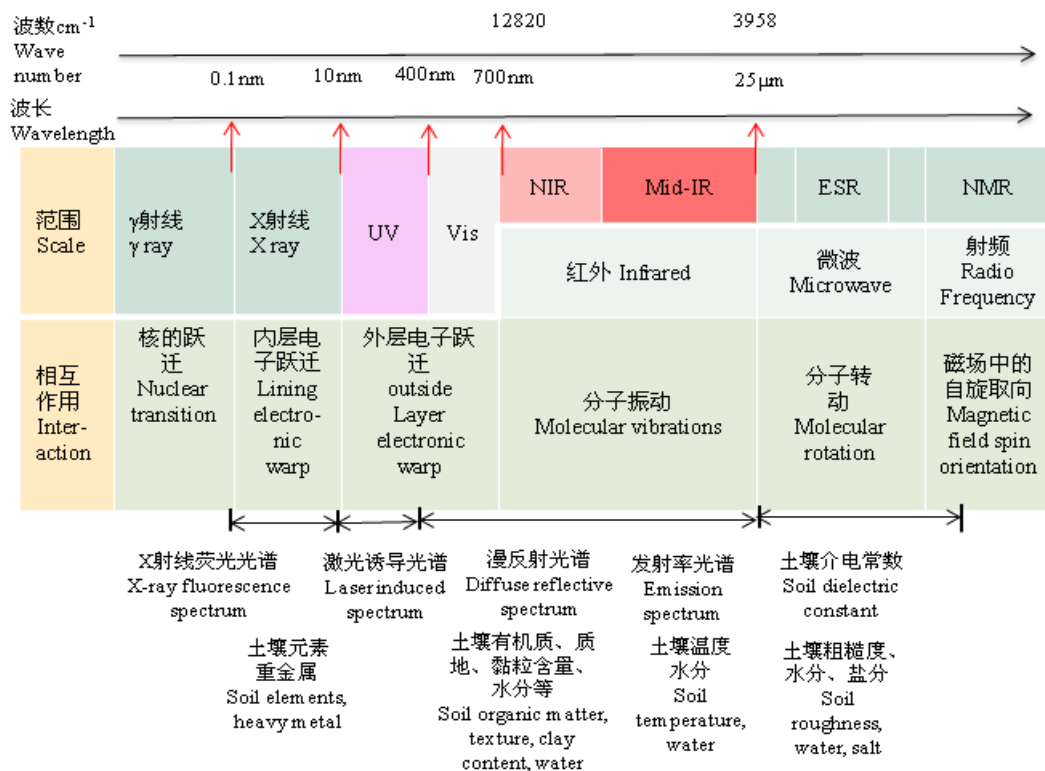 波数cm-1
Wave
number
12820
3958
0.1nm
10nm
400nm
700nm
25μm
波长
Wavelength
范围
Scale
γ射线
γ ray
X射线
X ray
UV
Vis
NIR
Mid-IR
ESR
NMR
红外 Infrared
微波
Microwave
射频
Radio
Frequency
相互
作用
Inter-
action
核的跃
迁
Nuclear
transition
内层电
子跃迁
Lining
electro-
nic
warp
外层电子跃
迁
outside
Layer
electronic
warp
分子振动
Molecular vibrations
分子转
动
Molecular
rotation
磁场中的
自旋取向
Magnetic
field spin
orientation
X射线荧光光谱
X-ray fluorescence
spectrum
激光诱导光谱
Laser induced
spectrum
漫反射光谱
Diffuse reflective
spectrum
发射率光谱
Emission
spectrum
土壤介电常数
Soil dielectric
constant
土壤元素
重金属
Soil elements,
heavy metal
土壤有机质、质
地、黏粒含量、
水分等
Soil organic matter,
texture, clay
content, water
土壤温度
水分
Soil
temperature,
water
土壤粗糙度、
水分、盐分
Soil
roughness,
water, salt